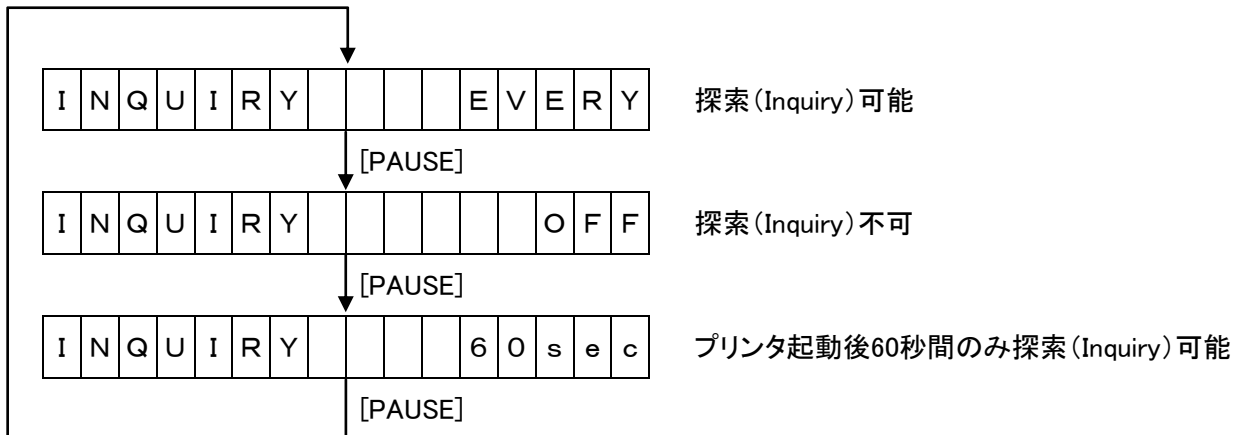 INQUIRY    EVERY 探索（Inquiry）可能
[PAUSE]
INQUIRY      OFF 探索（Inquiry）不可
[PAUSE]
INQUIRY    60sec プリンタ起動後60秒間のみ探索（Inquiry）可能
[PAUSE]